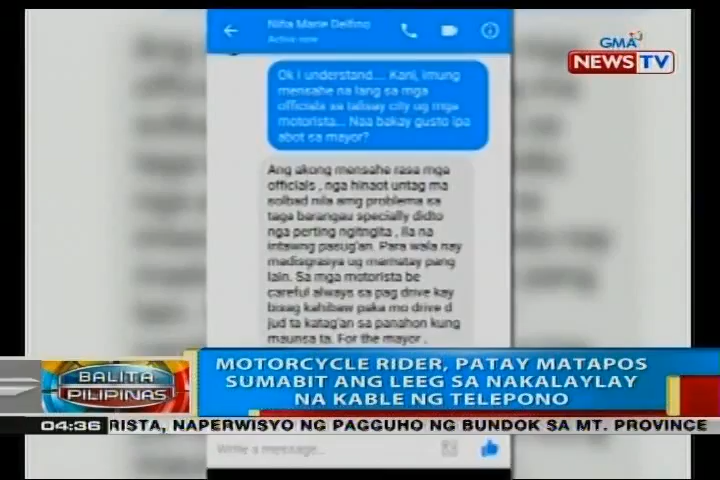 Niña Marie Delfino
Active now
GMA
NEWS TV
Ok I understand.... Kani, imung
mensahe na lang sa mga
officials sa talisay city ug mga
motorista... Naa bakay gusto ipa
abot sa mayor?
Ang akong mensahe rasa mga
officials , nga hinaot untag ma
solbad nila amg problema sa
taga barangau specially didto
nga perting ngitngita , ila na
intawng pasug'an. Para wala nay
madisgrasya ug mamatay pang
lain. Sa mga motorista be
careful always sa pag drive kay
bisag kahibaw paka mo drive d
jud ta katag'an sa panahon kung
maunsa ta. For the mayor ,
BALITA
PILIPINAS
MOTORCYCLE RIDER, PATAY MATAPOS
SUMABIT ANG LEEG SA NAKALAYLAY
NA KABLE NG TELEPONO
04:36 RISTA, NAPERWISYO NG PAGGUHO NG BUNDOK SA MT. PROVINCE
Write a message...